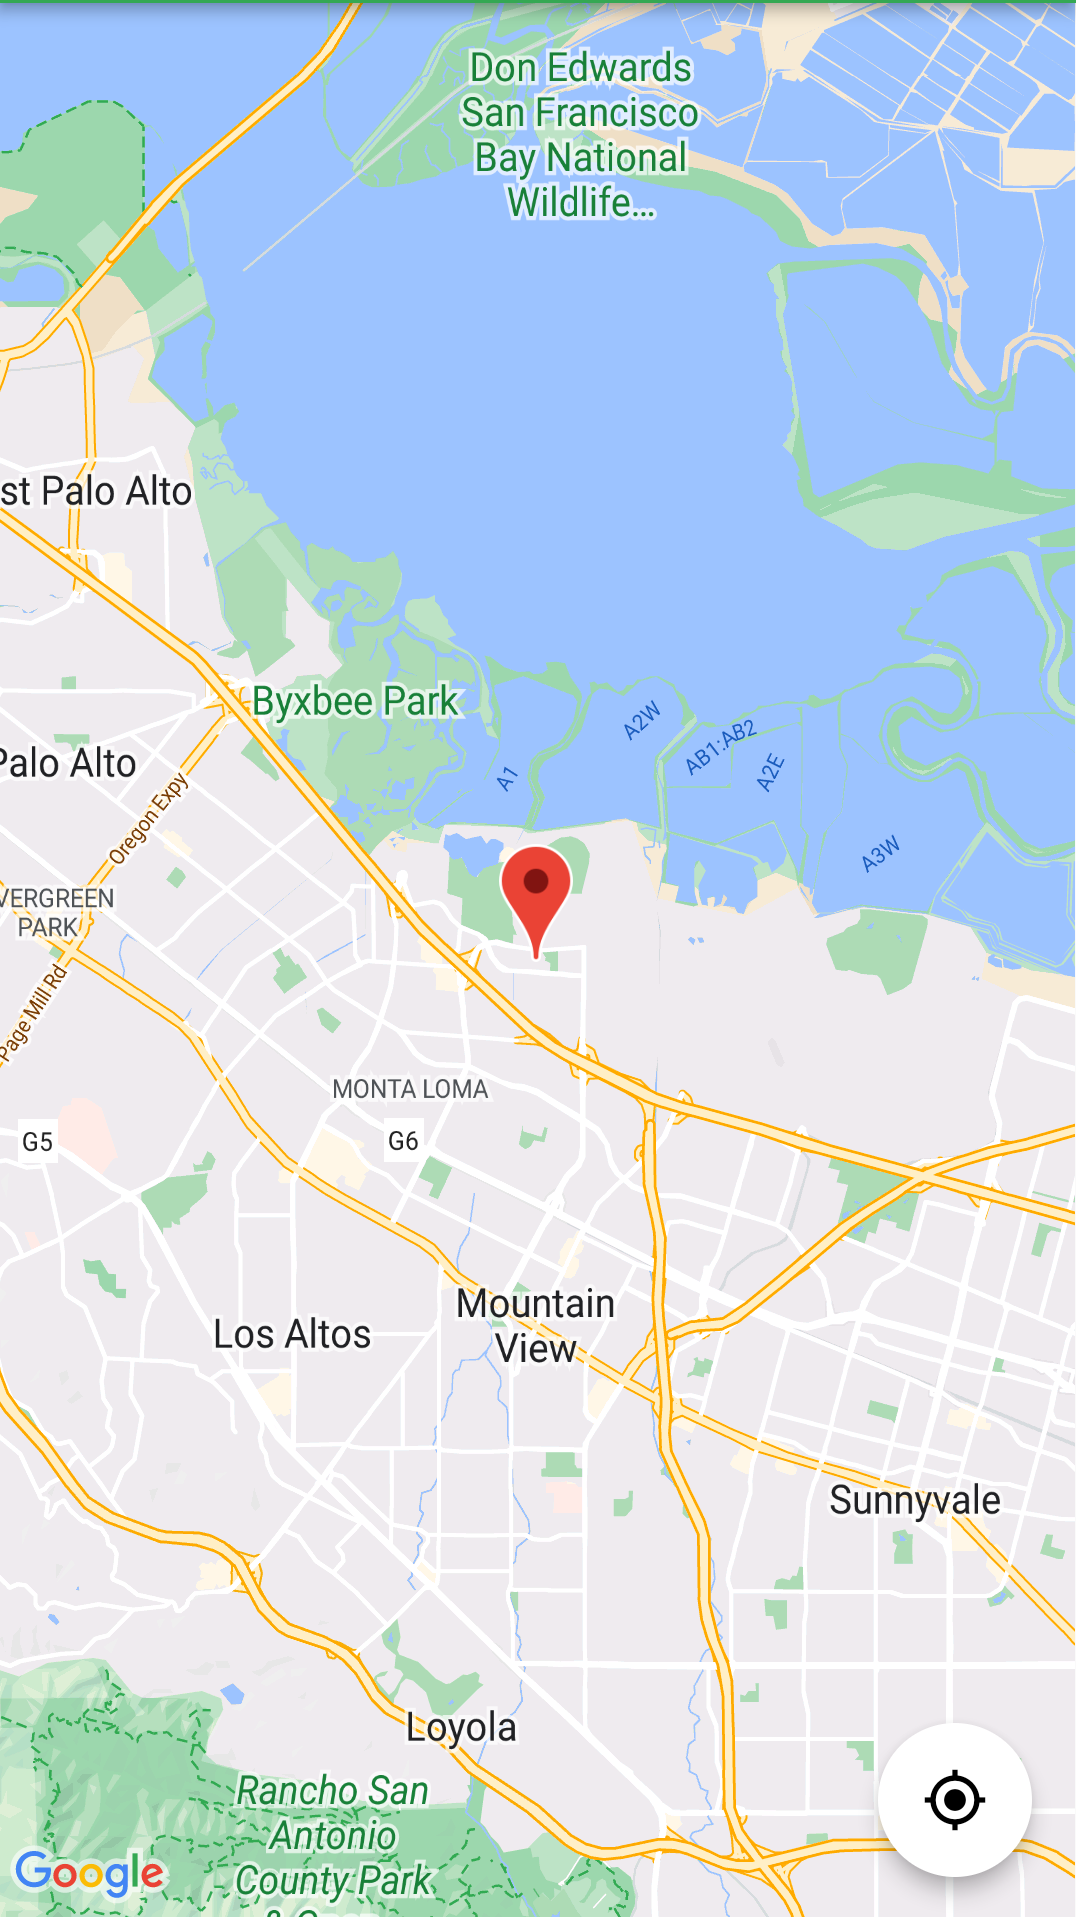 Don Edwards
San Francisco
Bay National
Wildlife...
st Palo Alto
Byxbee Park
A2W
AB1:AB2
A1
A2E
Palo Alto
Oregon Expy
A3W
VERGREEN
PARK
Page Mill Rd
MONTA LOMA
G5
G6
Mountain
View
Los Altos
Sunnyvale
Loyola
Rancho San
Antonio
County Park
Google